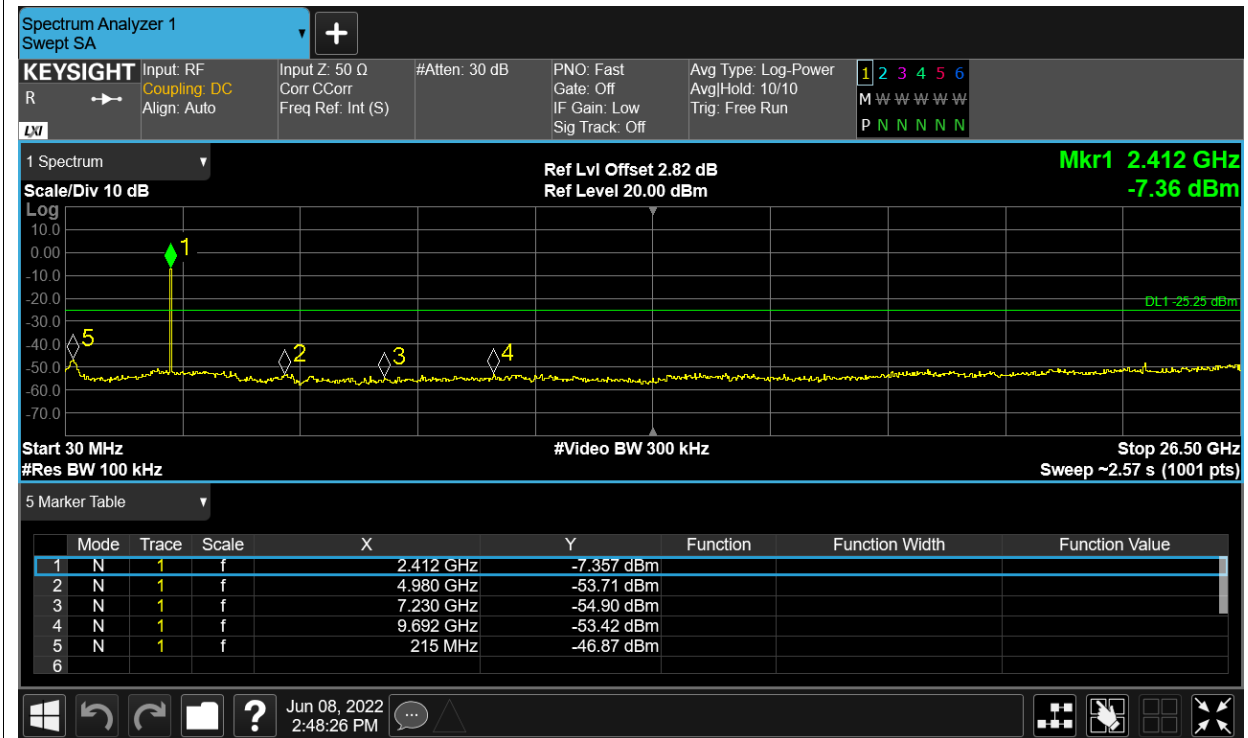 Spectrum Analyzer 1
Swept SA
+
KEYSIGHT Input: RF Input Z: 50 Ω #Atten: 30 dB PNO: Fast Avg Type: Log-Power 1 2 3 4 5 6
R Coupling: DC Corr CCorr Gate: Off Avg|Hold: 10/10 M W W W W W
Align: Auto Freq Ref: Int (S) IF Gain: Low Trig: Free Run
LXI Sig Track: Off P N N N N N
1 Spectrum Ref Lvl Offset 2.82 dB Mkr1 2.412 GHz
Scale/Div 10 dB Ref Level 20.00 dBm -7.36 dBm
Log
10.0
0.00 1
-10.0
-20.0 DL1 -25.25 dBm
-30.0
-40.0 5 2 3 4
-50.0
-60.0
-70.0
Start 30 MHz #Video BW 300 kHz Stop 26.50 GHz
#Res BW 100 kHz Sweep ~2.57 s (1001 pts)
5 Marker Table
Mode Trace Scale X Y Function Function Width Function Value
1 N 1 f 2.412 GHz -7.357 dBm
2 N 1 f 4.980 GHz -53.71 dBm
3 N 1 f 7.230 GHz -54.90 dBm
4 N 1 f 9.692 GHz -53.42 dBm
5 N 1 f 215 MHz -46.87 dBm
6
? Jun 08, 2022
2:48:26 PM